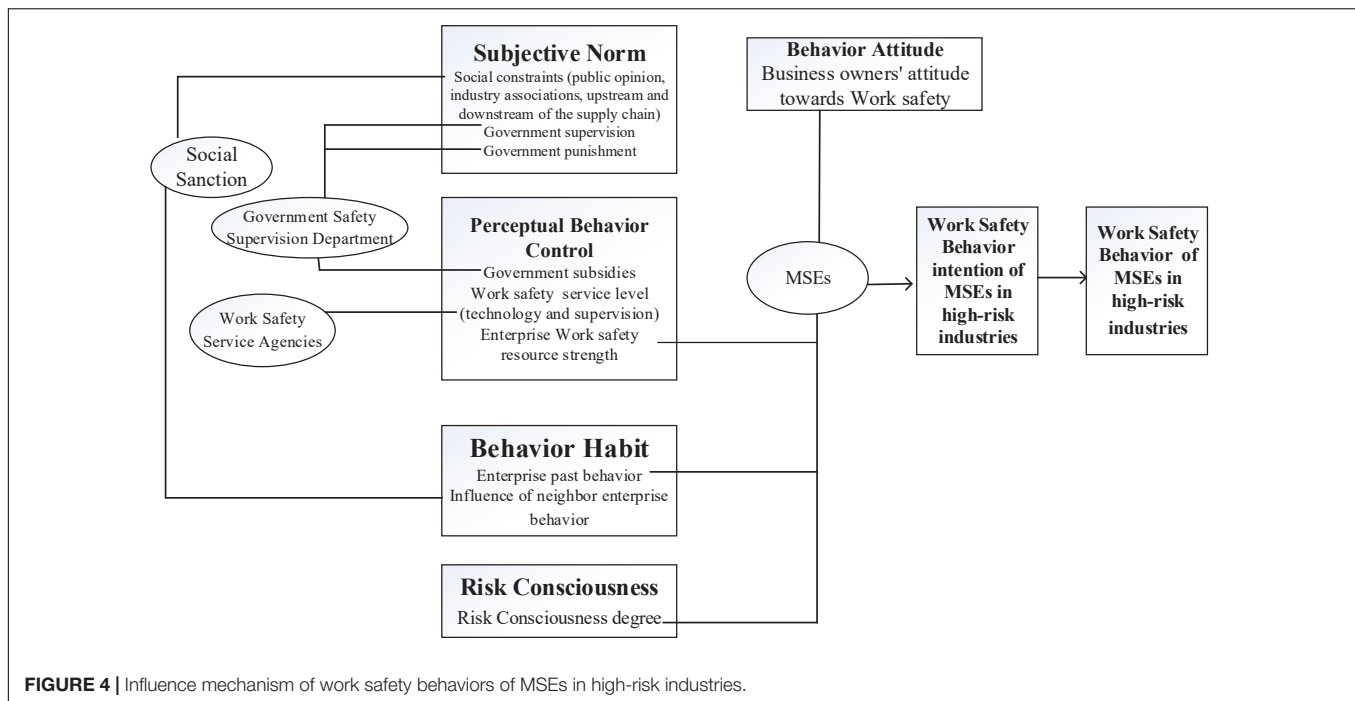 Subjective Norm
Social constraints (public opinion,
industry associations, upstream and
downstream of the supply chain)
Government supervision
Government punishment
Behavior Attitude
Business owners' attitude
towards Work safety
Social
Sanction
Government Safety
Supervision Department
Perceptual Behavior
Control
Government subsidies
Work safety service level
(technology and supervision)
Enterprise Work safety
resource strength
Work Safety
Service Agencies
MSEs
Work Safety
Behavior
intention of
MSEs in
high-risk
industries
Work Safety
Behavior of
MSEs in
high-risk
industries
Behavior Habit
Enterprise past behavior
Influence of neighbor enterprise
behavior
Risk Consciousness
Risk Consciousness degree
FIGURE 4 | Influence mechanism of work safety behaviors of MSEs in high-risk industries.